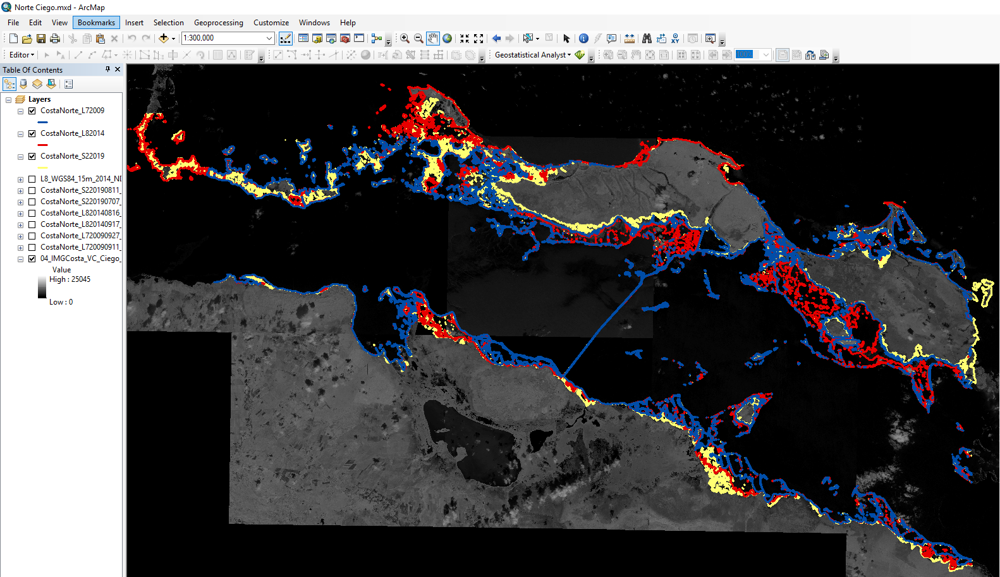 Norte Ciego.mxd - ArcMap
File Edit View Bookmarks Insert Selection Geoprocessing Customize Windows Help
1:300,000
Editor Geostatistical Analyst 100%
Table Of Contents
Layers
CostaNorte_L72009
CostaNorte_L82014
CostaNorte_S22019
L8_WGS84_15m_2014_NI
CostaNorte_S220190811_
CostaNorte_S220190707_
CostaNorte_L820140816_
CostaNorte_L820140917_
CostaNorte_L720090927_
CostaNorte_L720090911_
04_IMGCosta_VC_Ciego_
Value
High : 25045
Low : 0